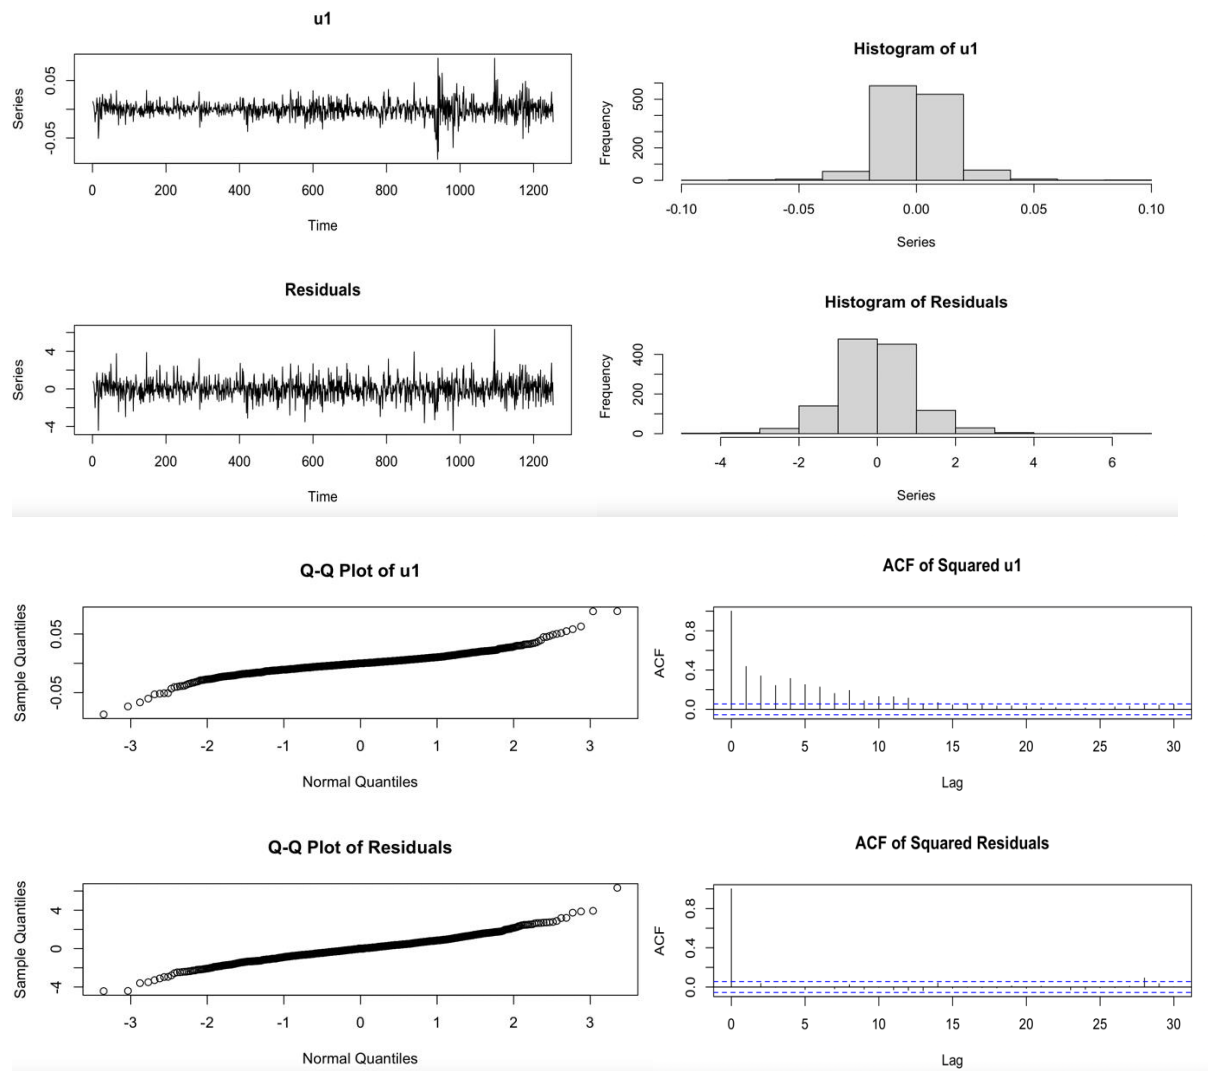 u1
Series
0.05
-0.05
0 200 400 600 800 1000 1200
Time
Histogram of u1
Frequency
500
200
0
-0.10 -0.05 0.00 0.05 0.10
Series
Residuals
Series
4
0
-4
0 200 400 600 800 1000 1200
Time
Histogram of Residuals
Frequency
400
200
0
-4 -2 0 2 4 6
Series
Q-Q Plot of u1
Sample Quantiles
0.05
-0.05
-3 -2 -1 0 1 2 3
Normal Quantiles
ACF of Squared u1
ACF
0.8
0.4
0.0
0 5 10 15 20 25 30
Lag
Q-Q Plot of Residuals
Sample Quantiles
4
0
-4
-3 -2 -1 0 1 2 3
Normal Quantiles
ACF of Squared Residuals
ACF
0.8
0.4
0.0
0 5 10 15 20 25 30
Lag